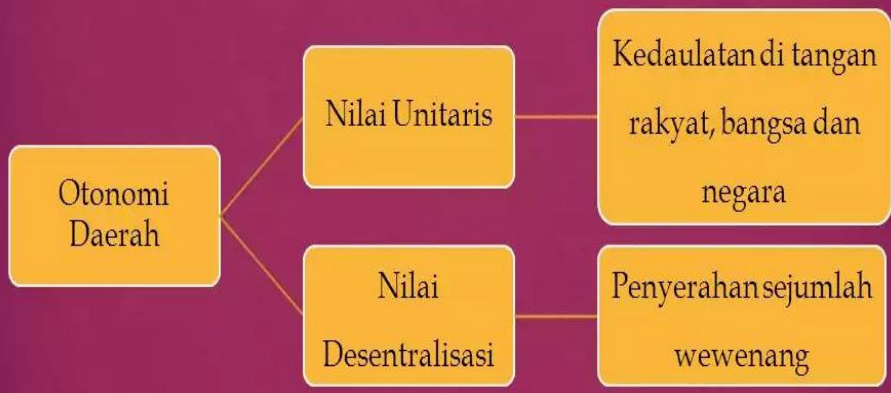 Otonomi
Daerah
Nilai Unitaris
Kedaulatan di tangan
rakyat, bangsa dan
negara
Nilai
Desentralisasi
Penyerahan sejumlah
wewenang